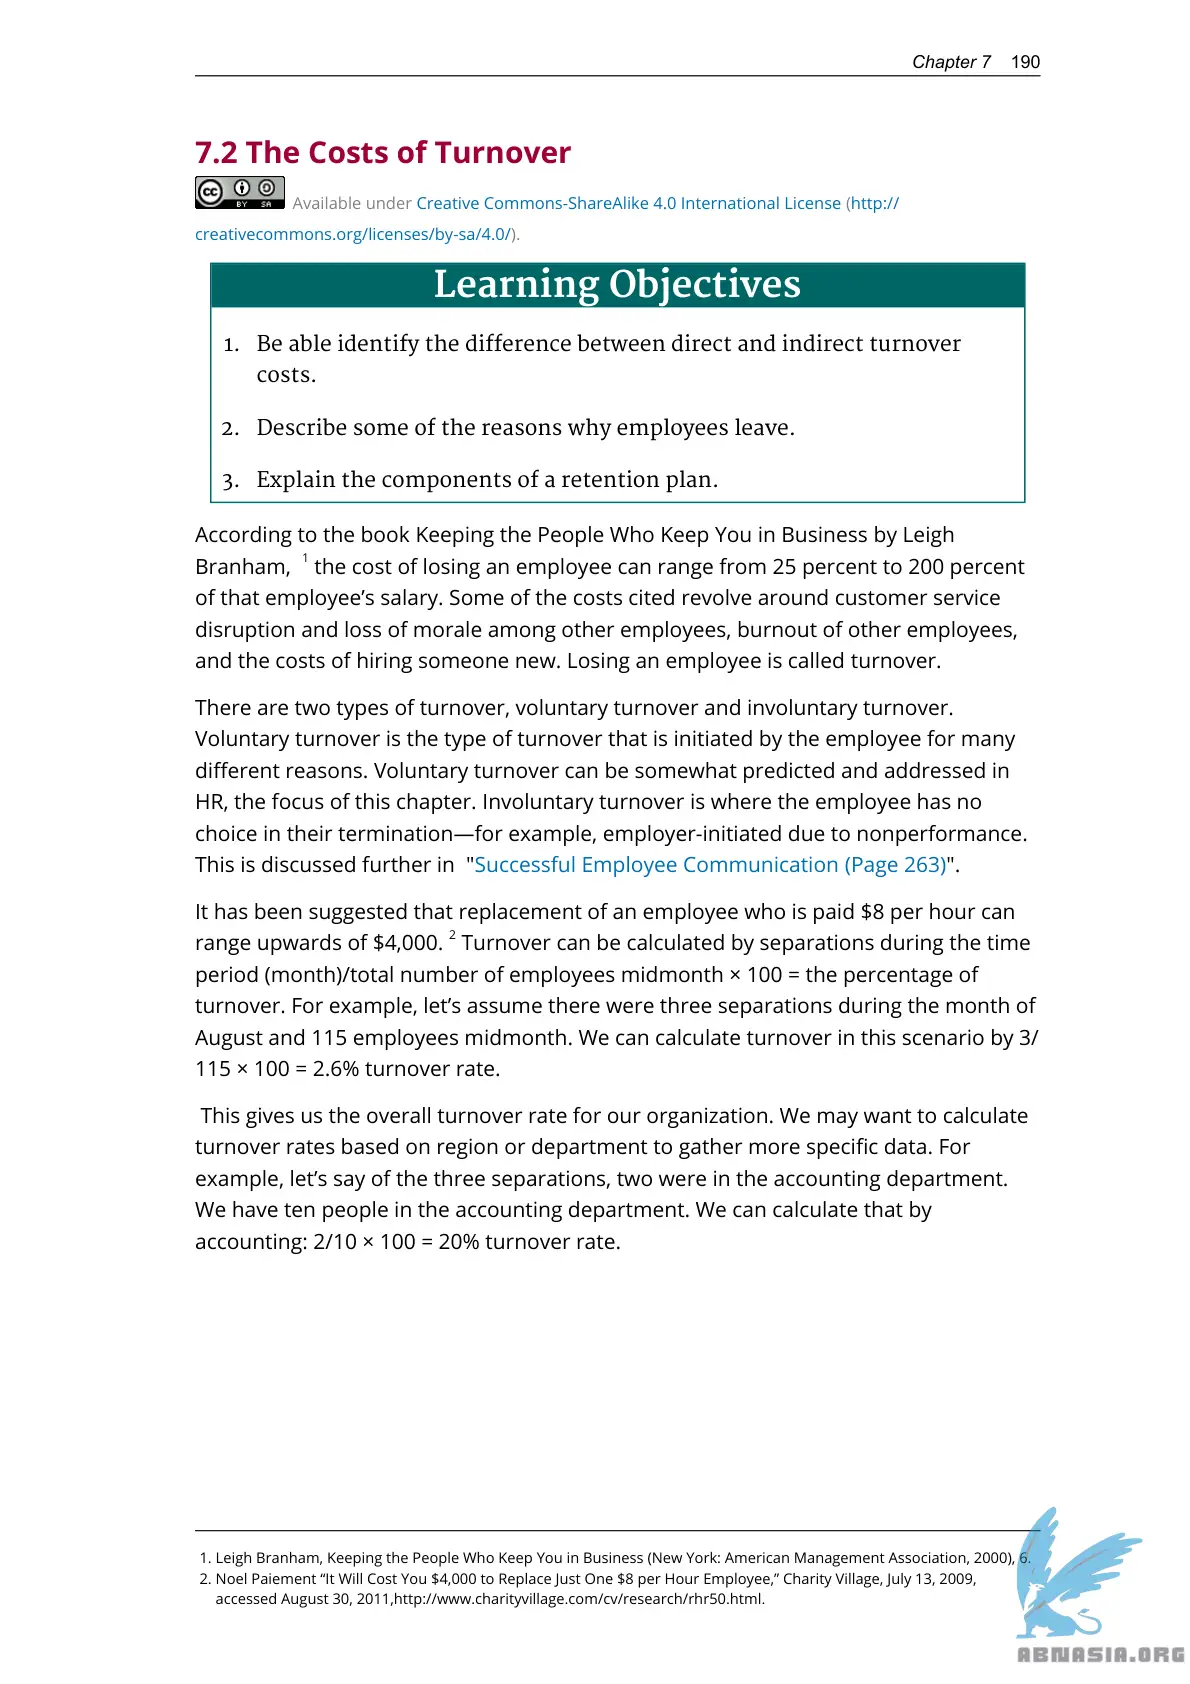 Chapter 7 190
7.2 The Costs of Turnover
cc BY SA Available under Creative Commons-ShareAlike 4.0 International License (http://
creativecommons.org/licenses/by-sa/4.0/).
Learning Objectives
1. Be able identify the difference between direct and indirect turnover
costs.
2. Describe some of the reasons why employees leave.
3. Explain the components of a retention plan.
According to the book Keeping the People Who Keep You in Business by Leigh
Branham, 1 the cost of losing an employee can range from 25 percent to 200 percent
of that employee’s salary. Some of the costs cited revolve around customer service
disruption and loss of morale among other employees, burnout of other employees,
and the costs of hiring someone new. Losing an employee is called turnover.
There are two types of turnover, voluntary turnover and involuntary turnover.
Voluntary turnover is the type of turnover that is initiated by the employee for many
different reasons. Voluntary turnover can be somewhat predicted and addressed in
HR, the focus of this chapter. Involuntary turnover is where the employee has no
choice in their termination—for example, employer-initiated due to nonperformance.
This is discussed further in "Successful Employee Communication (Page 263)".
It has been suggested that replacement of an employee who is paid $8 per hour can
range upwards of $4,000. 2 Turnover can be calculated by separations during the time
period (month)/total number of employees midmonth × 100 = the percentage of
turnover. For example, let’s assume there were three separations during the month of
August and 115 employees midmonth. We can calculate turnover in this scenario by 3/
115 × 100 = 2.6% turnover rate.
This gives us the overall turnover rate for our organization. We may want to calculate
turnover rates based on region or department to gather more specific data. For
example, let’s say of the three separations, two were in the accounting department.
We have ten people in the accounting department. We can calculate that by
accounting: 2/10 × 100 = 20% turnover rate.
1. Leigh Branham, Keeping the People Who Keep You in Business (New York: American Management Association, 2000), 6.
2. Noel Paiement “It Will Cost You $4,000 to Replace Just One $8 per Hour Employee,” Charity Village, July 13, 2009,
accessed August 30, 2011,http://www.charityvillage.com/cv/research/rhr50.html.
ABNASIA.ORG